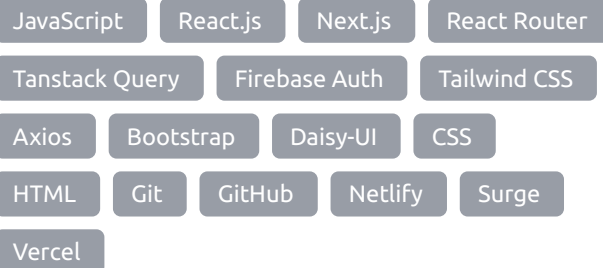 JavaScript React.js Next.js React Router
Tanstack Query Firebase Auth Tailwind CSS
Axios Bootstrap Daisy-UI CSS
HTML Git GitHub Netlify Surge
Vercel